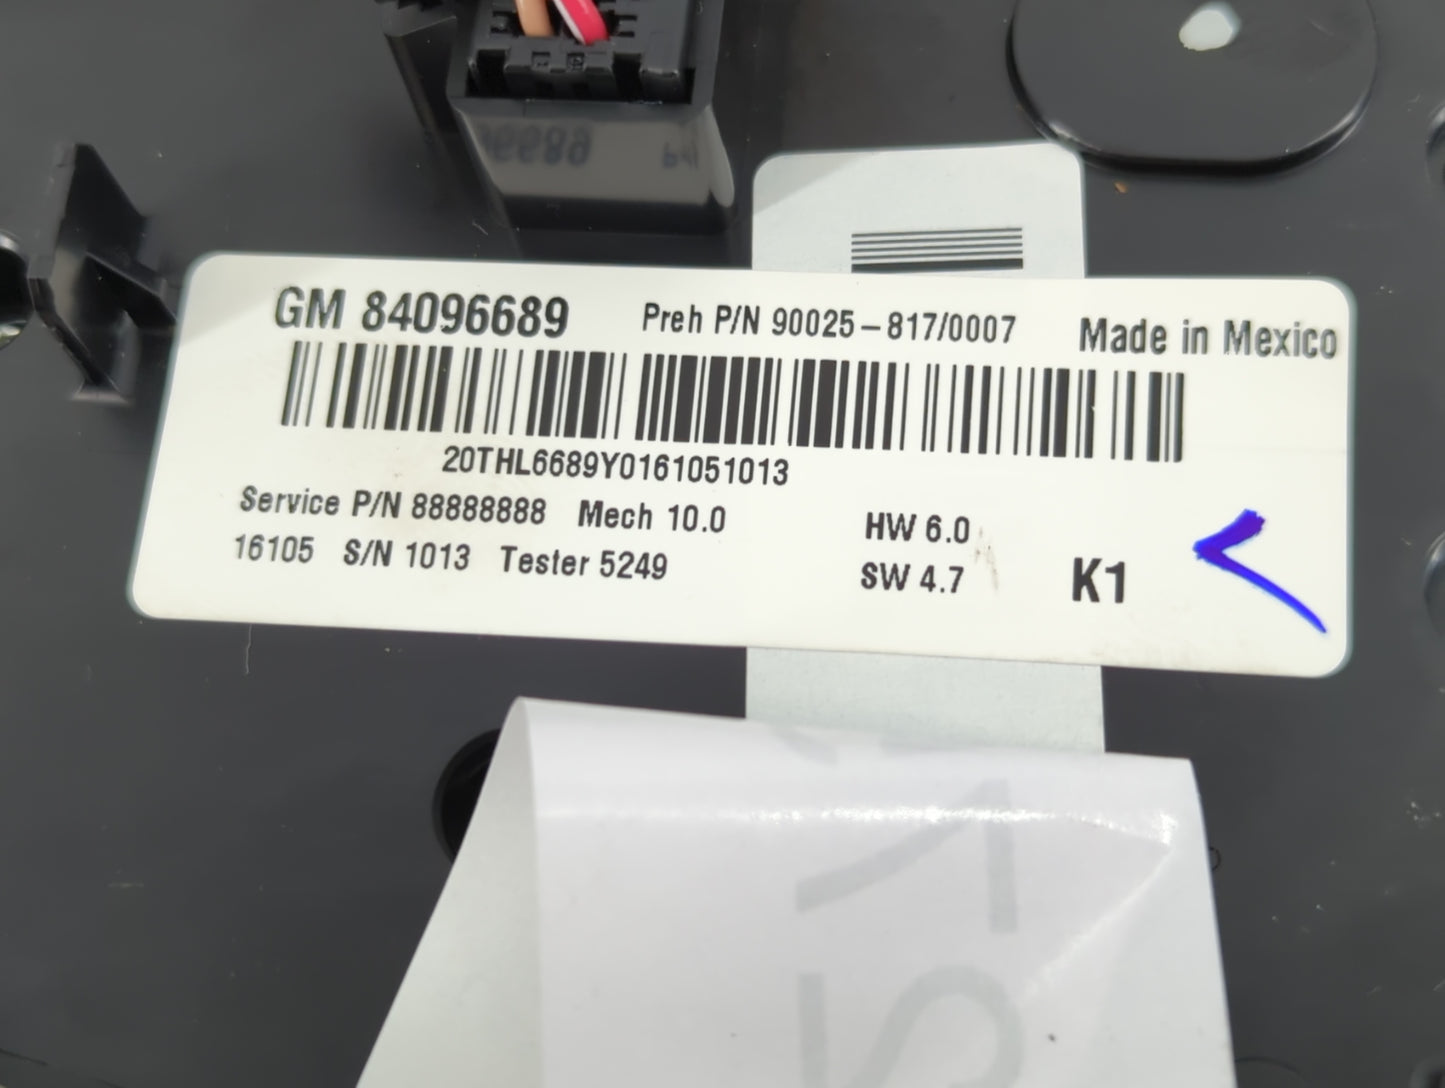 GM 84096689 Preh P/N 90025-817/0007 Made in Mexico
20THL6689Y0161051013
Service P/N 88888888 Mech 10.0 HW 6.0
16105 S/N 1013 Tester 5249 SW 4.7 K1